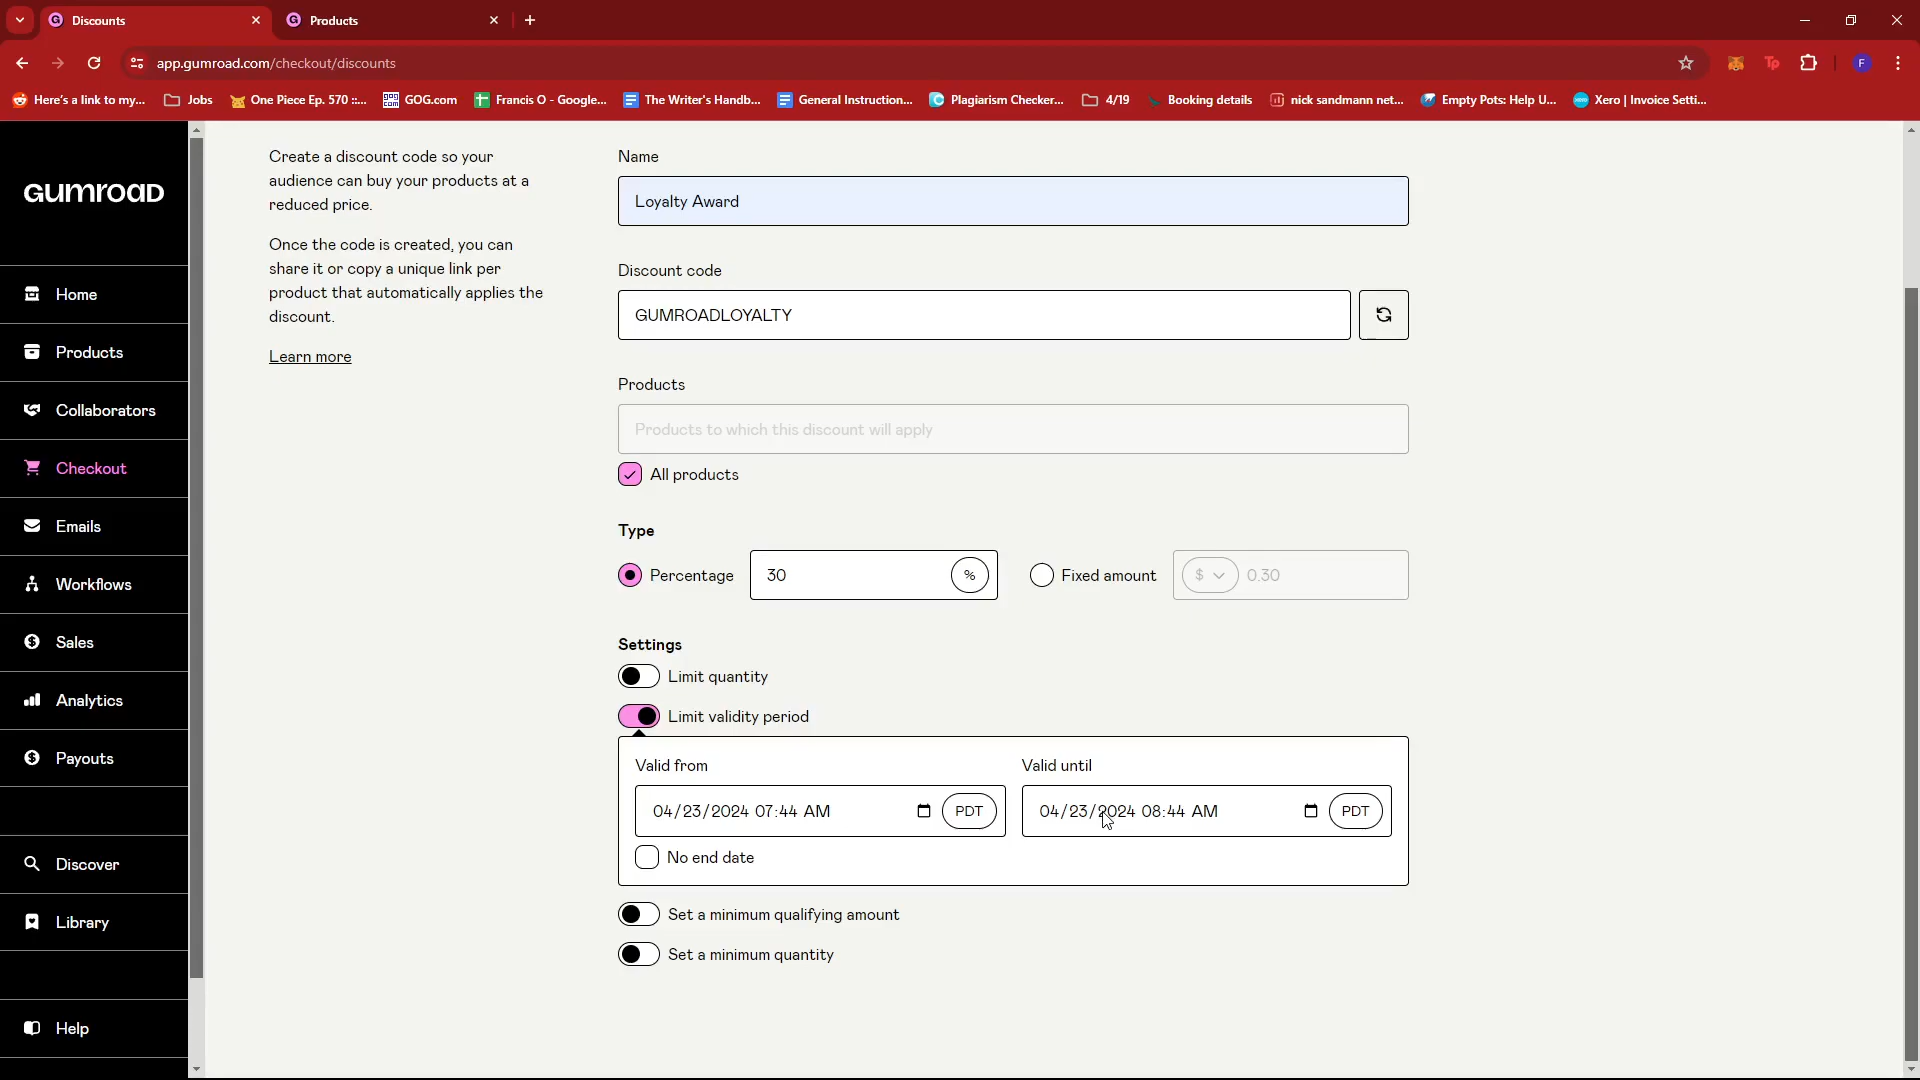 Discounts
Products
app.gumroad.com/checkout/discounts
Here's a link to my...
Jobs
One Piece Ep. 570 ::...
GOG.com
Francis O - Google...
The Writer's Handb...
General Instruction...
Plagiarism Checker...
4/19
Booking details
nick sandmann net...
Empty Pots: Help U...
Xero | Invoice Setti...
GUMROAD
Home
Products
Collaborators
Checkout
Emails
Workflows
Sales
Analytics
Payouts
Discover
Library
Help
Create a discount code so your
audience can buy your products at a
reduced price.
Once the code is created, you can
share it or copy a unique link per
product that automatically applies the
discount.
Learn more
Name
Loyalty Award
Discount code
GUMROADLOYALTY
Products
Products to which this discount will apply
All products
Type
Percentage
30
%
Fixed amount
$
0.30
Settings
Limit quantity
Limit validity period
Valid from
04/23/2024 07:44 AM
PDT
Valid until
04/23/2024 08:44 AM
PDT
No end date
Set a minimum qualifying amount
Set a minimum quantity